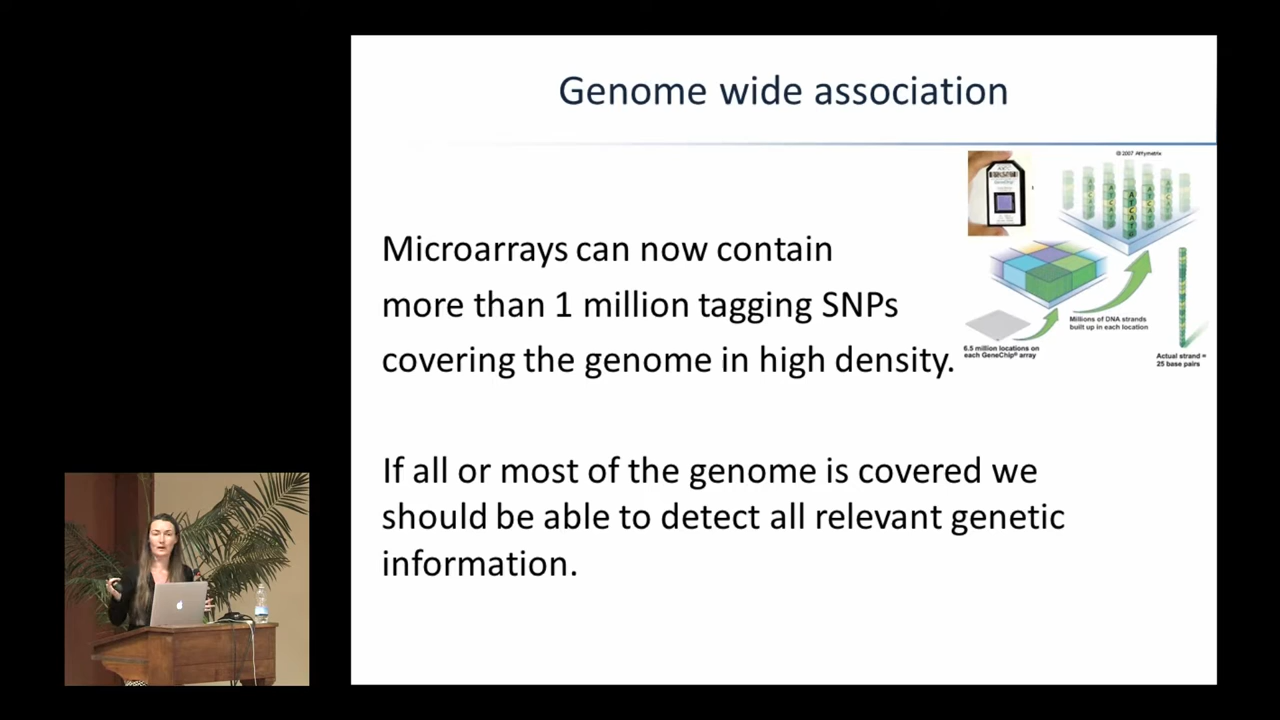 Genome wide association
© 2007 Affymetrix
Microarrays can now contain
more than 1 million tagging SNPs
covering the genome in high density.
6.5 million locations on
each GeneChip® array
Millions of DNA strands
built up in each location
Actual strand =
25 base pairs
If all or most of the genome is covered we
should be able to detect all relevant genetic
information.